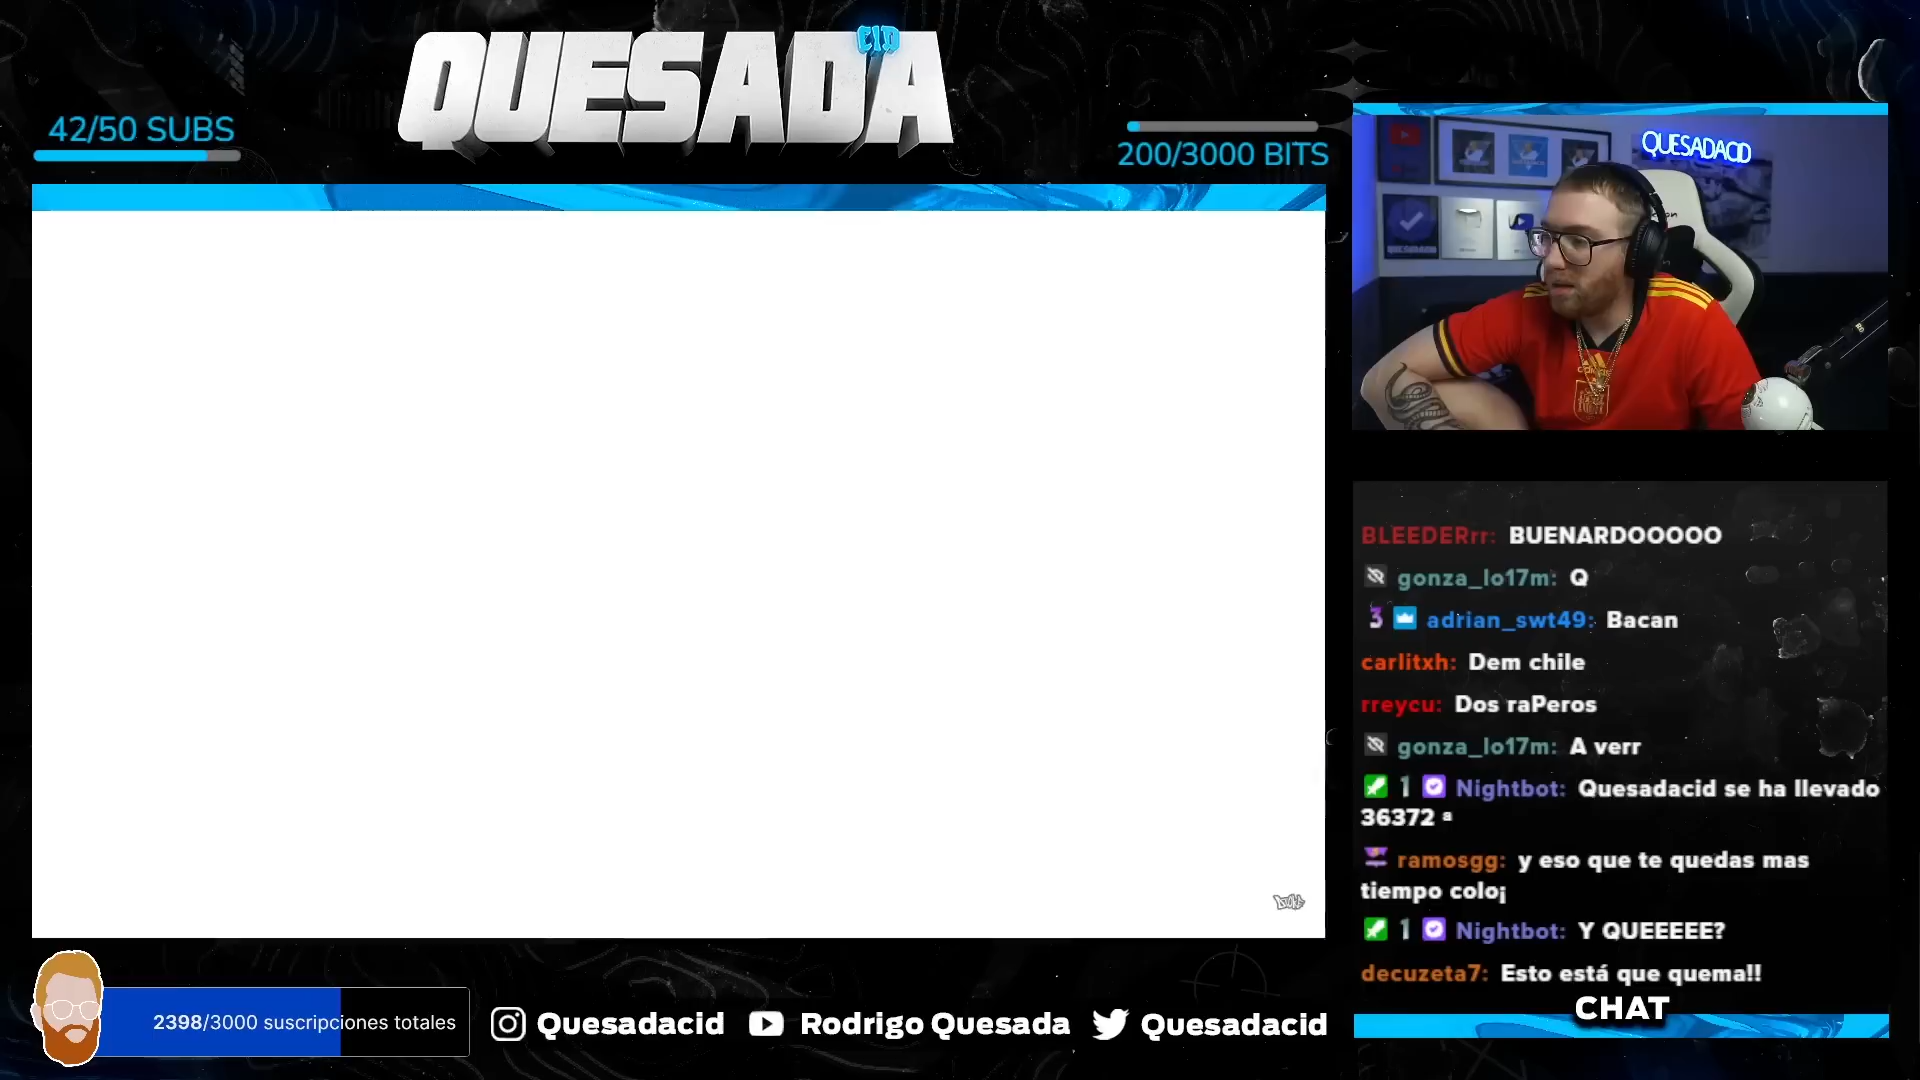 QUESADA
CID
42/50 SUBS
200/3000 BITS
QUESADACID
BLEEDERrr: BUENARDOOOOO
gonza_lo17m: Q
3 adrian_swt49: Bacan
carlitxh: Dem chile
rreycu: Dos raPeros
gonza_lo17m: A verr
1 Nightbot: Quesadacid se ha llevado
36372 ª
ramosgg: y eso que te quedas mas
tiempo colo¡
1 Nightbot: Y QUEEEEE?
decuzeta7: Esto está que quema!!
CHAT
2398/3000 suscripciones totales
Quesadacid
Rodrigo Quesada
Quesadacid